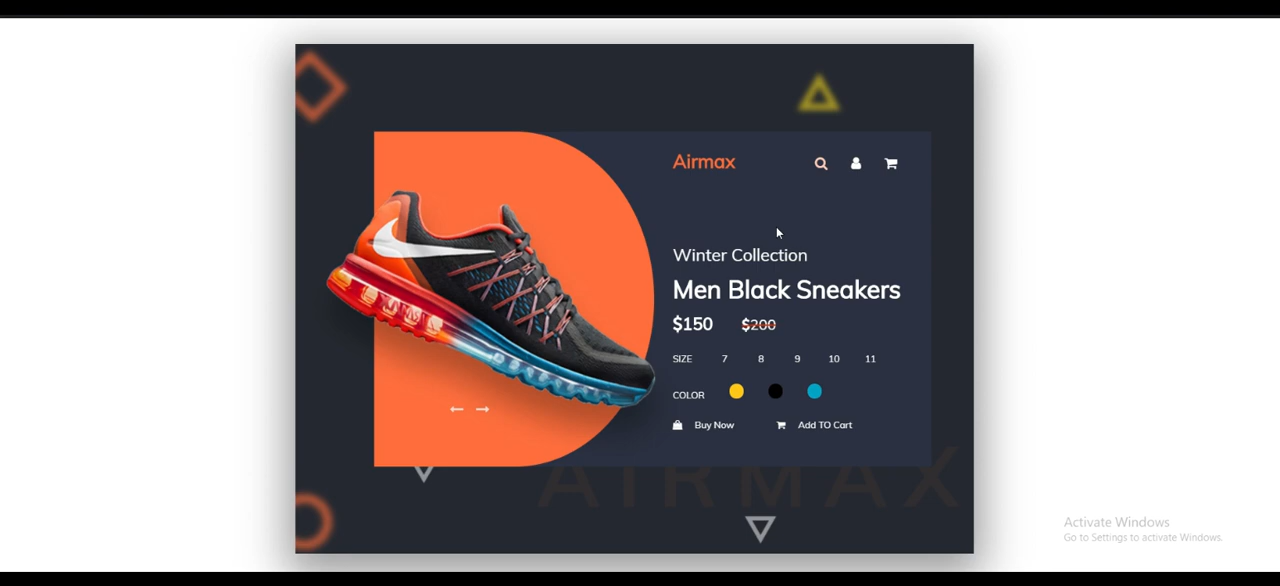 Airmax
Winter Collection
Men Black Sneakers
$150 $200
SIZE 7 8 9 10 11
COLOR
Buy Now Add TO Cart
AIRMAX
Activate Windows
Go to Settings to activate Windows.